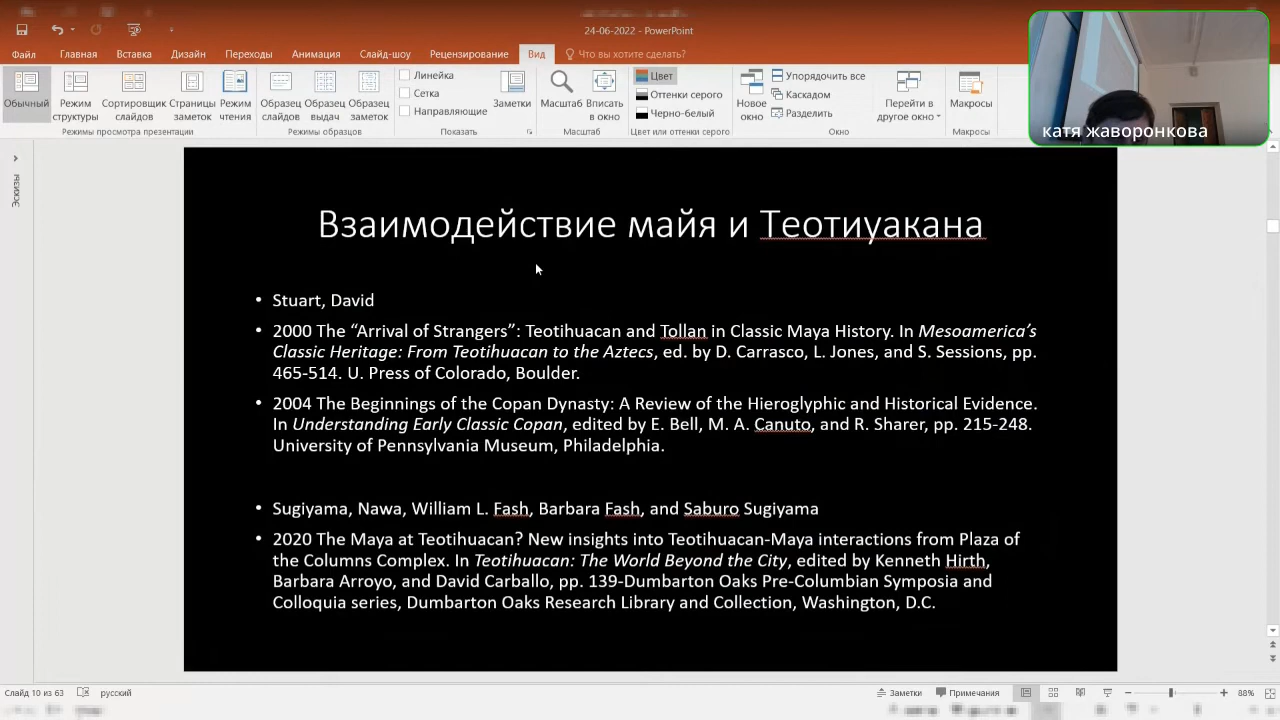 24-06-2022 - PowerPoint
Файл Главная Вставка Дизайн Переходы Анимация Слайд-шоу Рецензирование Вид Что вы хотите сделать?
Обычный
Режим структуры
Сортировщик слайдов
Страницы заметок
Режим чтения
Режимы просмотра презентации
Образец слайдов
Образец выдач
Образец заметок
Режимы образцов
Линейка
Сетка
Направляющие
Показать
Заметки
Масштаб
Вписать в окно
Масштаб
Цвет
Оттенки серого
Черно-белый
Цвет или оттенки серого
Новое окно
Упорядочить все
Каскадом
Разделить
Перейти в другое окно
Окно
Макросы
Макросы
катя жаворонкова
Эскизы
Взаимодействие майя и Теотиуакана
• Stuart, David
• 2000 The “Arrival of Strangers”: Teotihuacan and Tollan in Classic Maya History. In Mesoamerica’s
Classic Heritage: From Teotihuacan to the Aztecs, ed. by D. Carrasco, L. Jones, and S. Sessions, pp.
465-514. U. Press of Colorado, Boulder.
• 2004 The Beginnings of the Copan Dynasty: A Review of the Hieroglyphic and Historical Evidence.
In Understanding Early Classic Copan, edited by E. Bell, M. A. Canuto, and R. Sharer, pp. 215-248.
University of Pennsylvania Museum, Philadelphia.
• Sugiyama, Nawa, William L. Fash, Barbara Fash, and Saburo Sugiyama
• 2020 The Maya at Teotihuacan? New insights into Teotihuacan-Maya interactions from Plaza of
the Columns Complex. In Teotihuacan: The World Beyond the City, edited by Kenneth Hirth,
Barbara Arroyo, and David Carballo, pp. 139-Dumbarton Oaks Pre-Columbian Symposia and
Colloquia series, Dumbarton Oaks Research Library and Collection, Washington, D.C.
Слайд 10 из 63 русский Заметки Примечания 88%